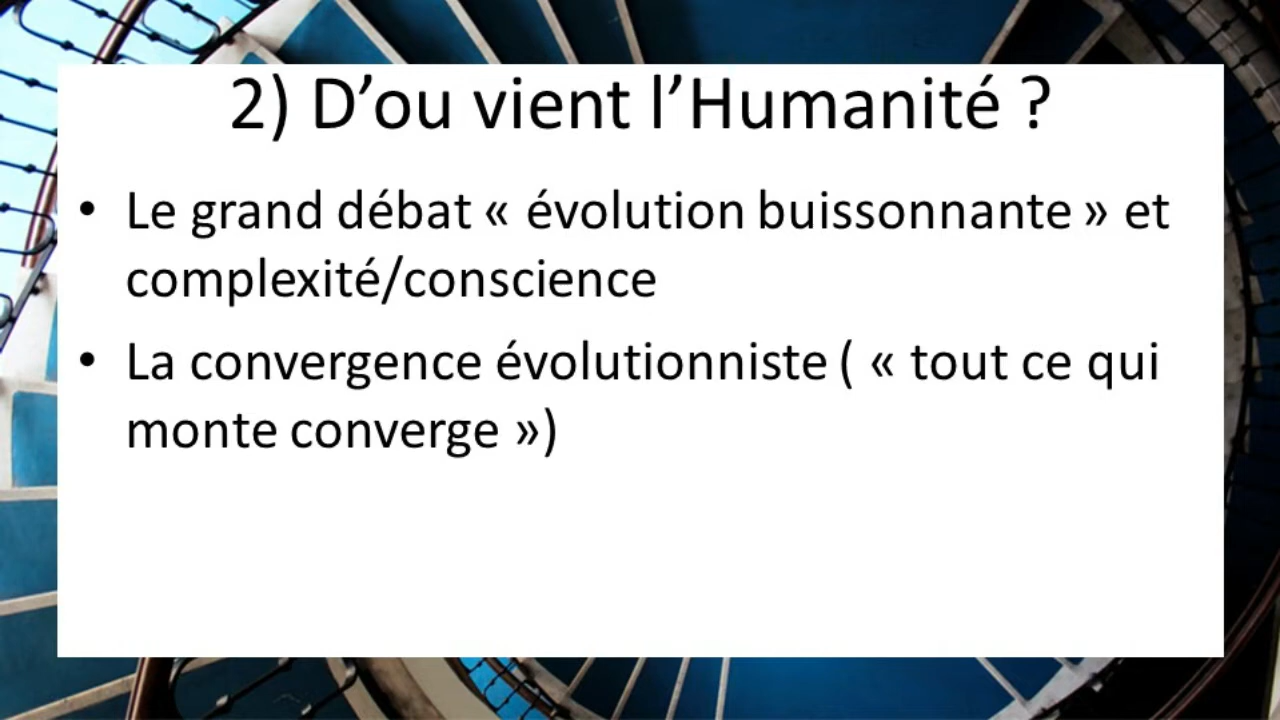 2) D’ou vient l’Humanité ?
• Le grand débat « évolution buissonnante » et
complexité/conscience
• La convergence évolutionniste ( « tout ce qui
monte converge »)